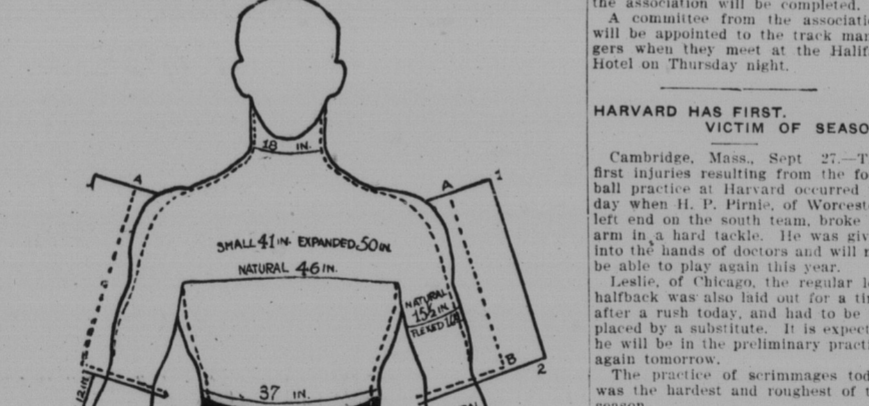 18 IN.
A
A
1
SMALL 41 IN. EXPANDED 50 IN.
NATURAL 46 IN.
NATURAL
15½ IN.
FLEXED
B
2
12 IN.
37 IN.
the association will be completed.
A committee from the associati
will be appointed to the track man
gers when they meet at the Halif
Hotel on Thursday night.
HARVARD HAS FIRST.
VICTIM OF SEASO
Cambridge, Mass., Sept 27.—T
first injuries resulting from the fo
ball practice at Harvard occurred
day when H. P. Pirnie, of Worcest
left end on the south team, broke
arm in a hard tackle. He was giv
into the hands of doctors and will n
be able to play again this year.
Leslie, of Chicago, the regular l
halfback was also laid out for a ti
after a rush today, and had to be
placed by a substitute. It is expect
he will be in the preliminary practi
again tomorrow.
The practice of scrimmages tod
was the hardest and roughest of t
season